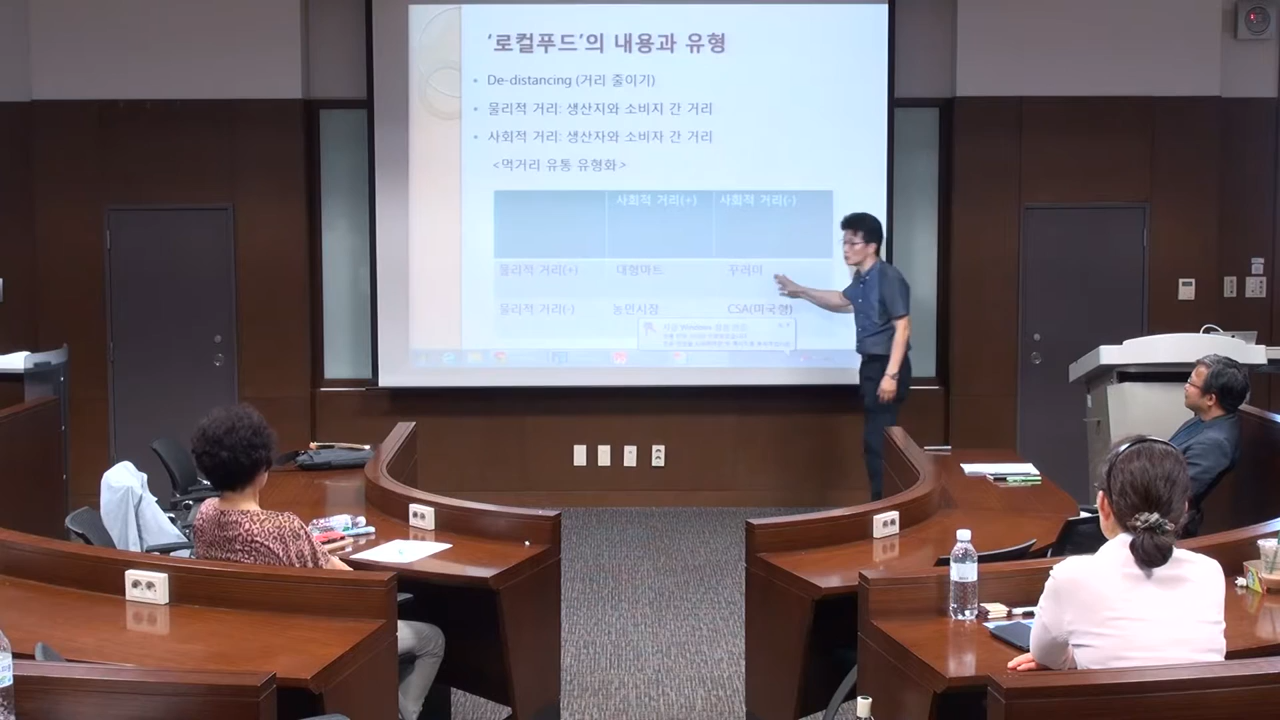 ‘로컬푸드’의 내용과 유형
De-distancing (거리 줄이기)
물리적 거리: 생산지와 소비지 간 거리
사회적 거리: 생산자와 소비자 간 거리
<먹거리 유통 유형화>
사회적 거리(+) 사회적 거리(-)
물리적 거리(+) 대형마트 꾸러미
물리적 거리(-) 농민시장 CSA(미국형)